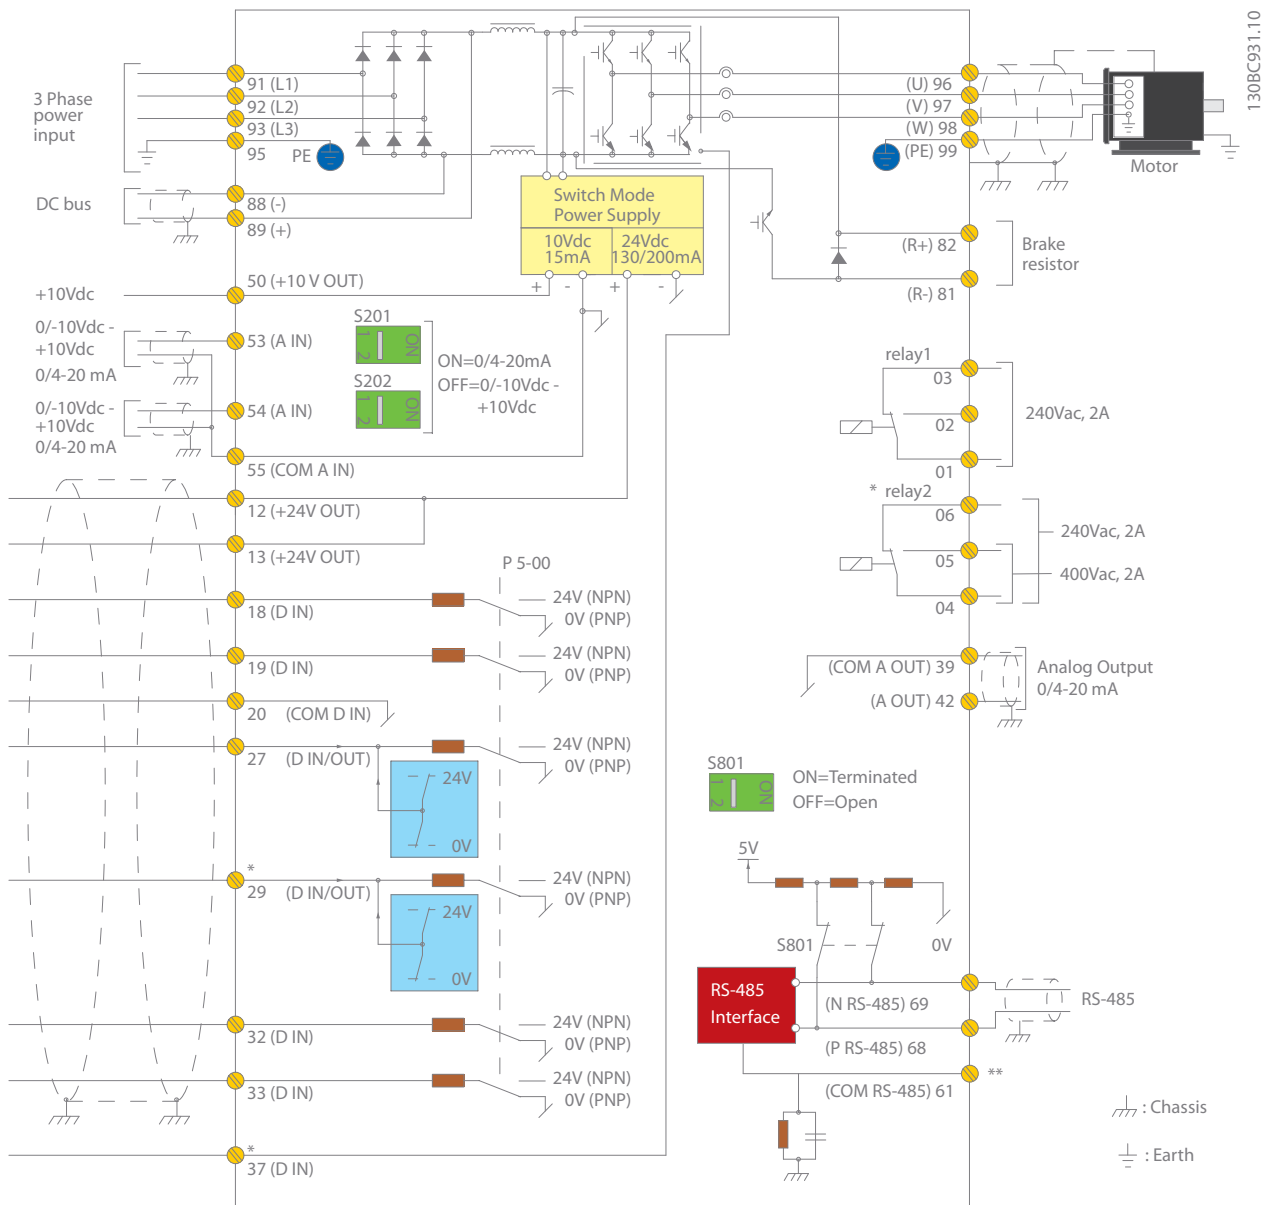 130BC931.10
3 Phase
power
input
91 (L1)
92 (L2)
93 (L3)
95
PE
DC bus
88 (-)
89 (+)
+10Vdc
50 (+10 V OUT)
0/-10Vdc -
+10Vdc
0/4-20 mA
53 (A IN)
0/-10Vdc -
+10Vdc
0/4-20 mA
54 (A IN)
55 (COM A IN)
12 (+24V OUT)
13 (+24V OUT)
18 (D IN)
19 (D IN)
20 (COM D IN)
27 (D IN/OUT)
*
29 (D IN/OUT)
32 (D IN)
33 (D IN)
*
37 (D IN)
Switch Mode
Power Supply
10Vdc
15mA
24Vdc
130/200mA
+ - + -
S201
1 2
ON
S202
1 2
ON
ON=0/4-20mA
OFF=0/-10Vdc -
+10Vdc
P 5-00
24V (NPN)
0V (PNP)
24V (NPN)
0V (PNP)
24V (NPN)
0V (PNP)
24V
0V
24V (NPN)
0V (PNP)
24V
0V
24V (NPN)
0V (PNP)
24V (NPN)
0V (PNP)
(U) 96
(V) 97
(W) 98
(PE) 99
Motor
(R+) 82
(R-) 81
Brake
resistor
relay1
03
02
01
240Vac, 2A
* relay2
06
05
04
240Vac, 2A
400Vac, 2A
(COM A OUT) 39
(A OUT) 42
Analog Output
0/4-20 mA
S801
1 2
ON
ON=Terminated
OFF=Open
5V
S801
0V
RS-485
Interface
(N RS-485) 69
(P RS-485) 68
(COM RS-485) 61
**
RS-485
: Chassis
: Earth